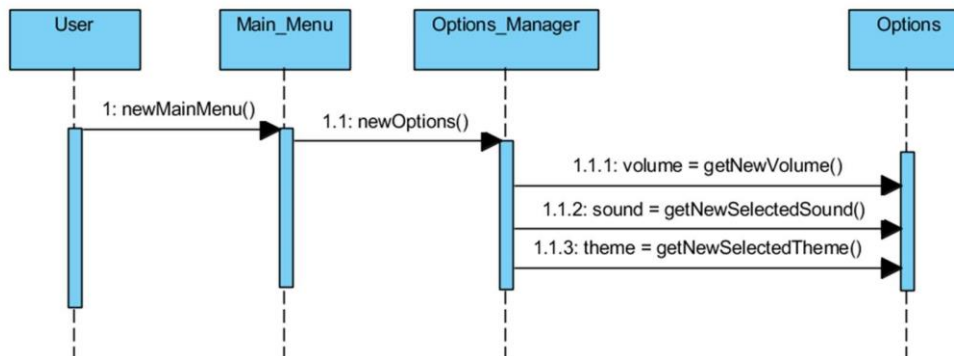 User
Main_Menu
Options_Manager
Options
1: newMainMenu()
1.1: newOptions()
1.1.1: volume = getNewVolume()
1.1.2: sound = getNewSelectedSound()
1.1.3: theme = getNewSelectedTheme()